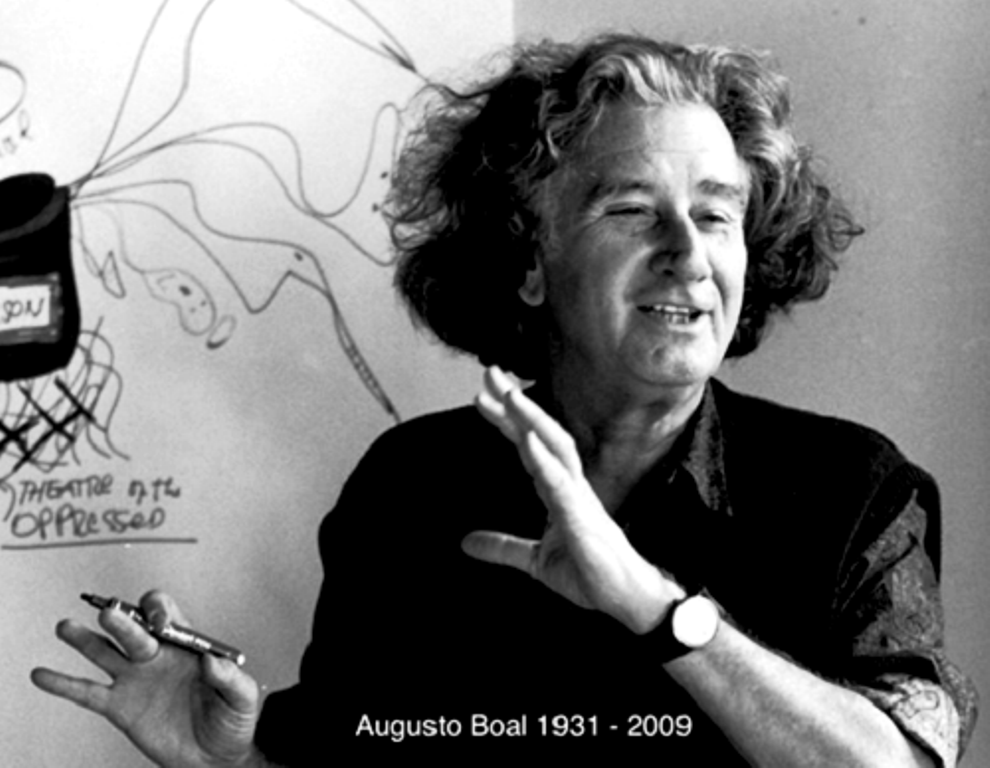 SON
THEATRE of the
OPPRESSED
Augusto Boal 1931 - 2009